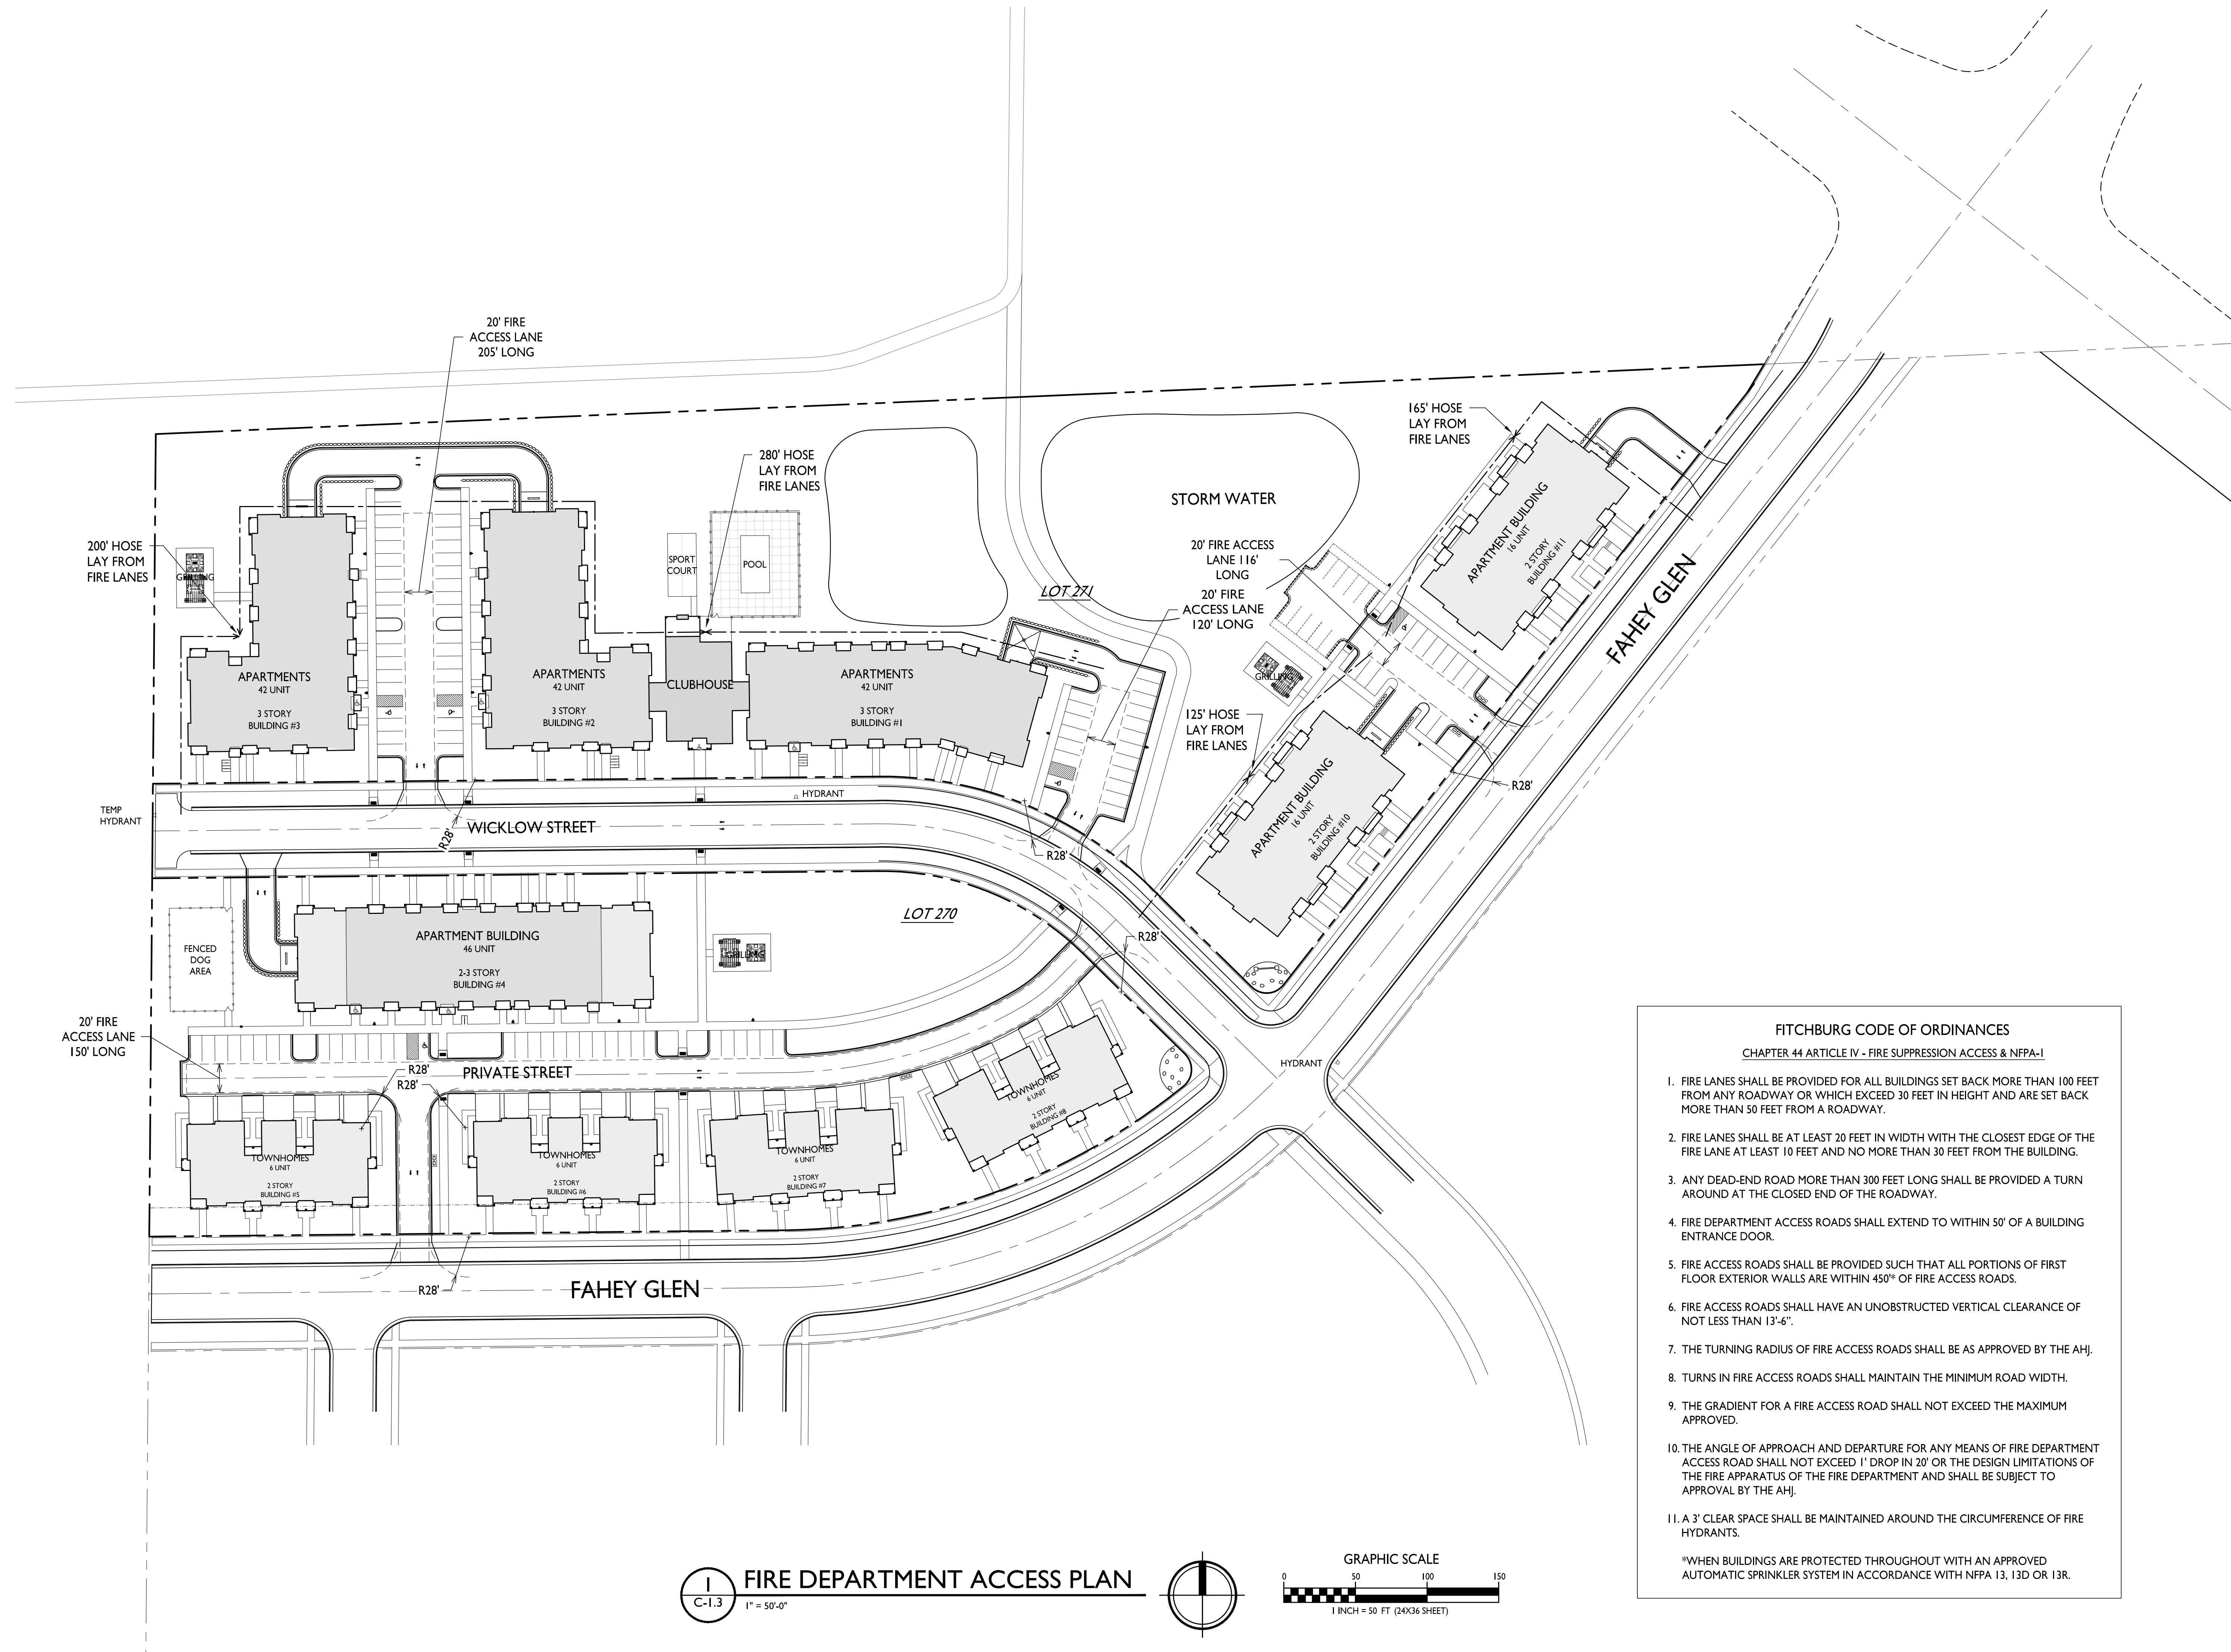 20' FIRE
ACCESS LANE
205' LONG
165' HOSE
LAY FROM
FIRE LANES
280' HOSE
LAY FROM
FIRE LANES
STORM WATER
APARTMENT BUILDING
16 UNIT
2 STORY
BUILDING #11
200' HOSE
LAY FROM
FIRE LANES
GRILLING
SPORT
COURT
POOL
20' FIRE ACCESS
LANE 116'
LONG
LOT 271
20' FIRE
ACCESS LANE
120' LONG
FAHEY GLEN
APARTMENTS
42 UNIT
3 STORY
BUILDING #3
APARTMENTS
42 UNIT
3 STORY
BUILDING #2
CLUBHOUSE
APARTMENTS
42 UNIT
3 STORY
BUILDING #1
GRILLING
125' HOSE
LAY FROM
FIRE LANES
APARTMENT BUILDING
16 UNIT
2 STORY
BUILDING #10
R28'
TEMP
HYDRANT
HYDRANT
R28'
WICKLOW STREET
R28'
LOT 270
R28'
FENCED
DOG
AREA
APARTMENT BUILDING
46 UNIT
2-3 STORY
BUILDING #4
GRILLING
20' FIRE
ACCESS LANE
150' LONG
R28'
R28'
PRIVATE STREET
HYDRANT
TOWNHOMES
6 UNIT
2 STORY
BUILDING #5
TOWNHOMES
6 UNIT
2 STORY
BUILDING #6
TOWNHOMES
6 UNIT
2 STORY
BUILDING #7
TOWNHOMES
6 UNIT
2 STORY
BUILDING #8
R28'
FAHEY GLEN
FITCHBURG CODE OF ORDINANCES
CHAPTER 44 ARTICLE IV - FIRE SUPPRESSION ACCESS & NFPA-1
1. FIRE LANES SHALL BE PROVIDED FOR ALL BUILDINGS SET BACK MORE THAN 100 FEET
FROM ANY ROADWAY OR WHICH EXCEED 30 FEET IN HEIGHT AND ARE SET BACK
MORE THAN 50 FEET FROM A ROADWAY.
2. FIRE LANES SHALL BE AT LEAST 20 FEET IN WIDTH WITH THE CLOSEST EDGE OF THE
FIRE LANE AT LEAST 10 FEET AND NO MORE THAN 30 FEET FROM THE BUILDING.
3. ANY DEAD-END ROAD MORE THAN 300 FEET LONG SHALL BE PROVIDED A TURN
AROUND AT THE CLOSED END OF THE ROADWAY.
4. FIRE DEPARTMENT ACCESS ROADS SHALL EXTEND TO WITHIN 50' OF A BUILDING
ENTRANCE DOOR.
5. FIRE ACCESS ROADS SHALL BE PROVIDED SUCH THAT ALL PORTIONS OF FIRST
FLOOR EXTERIOR WALLS ARE WITHIN 450'* OF FIRE ACCESS ROADS.
6. FIRE ACCESS ROADS SHALL HAVE AN UNOBSTRUCTED VERTICAL CLEARANCE OF
NOT LESS THAN 13'-6".
7. THE TURNING RADIUS OF FIRE ACCESS ROADS SHALL BE AS APPROVED BY THE AHJ.
8. TURNS IN FIRE ACCESS ROADS SHALL MAINTAIN THE MINIMUM ROAD WIDTH.
9. THE GRADIENT FOR A FIRE ACCESS ROAD SHALL NOT EXCEED THE MAXIMUM
APPROVED.
10. THE ANGLE OF APPROACH AND DEPARTURE FOR ANY MEANS OF FIRE DEPARTMENT
ACCESS ROAD SHALL NOT EXCEED 1' DROP IN 20' OR THE DESIGN LIMITATIONS OF
THE FIRE APPARATUS OF THE FIRE DEPARTMENT AND SHALL BE SUBJECT TO
APPROVAL BY THE AHJ.
11. A 3' CLEAR SPACE SHALL BE MAINTAINED AROUND THE CIRCUMFERENCE OF FIRE
HYDRANTS.
*WHEN BUILDINGS ARE PROTECTED THROUGHOUT WITH AN APPROVED
AUTOMATIC SPRINKLER SYSTEM IN ACCORDANCE WITH NFPA 13, 13D OR 13R.
1
C-1.3
FIRE DEPARTMENT ACCESS PLAN
1" = 50'-0"
GRAPHIC SCALE
0 50 100 150
1 INCH = 50 FT (24X36 SHEET)